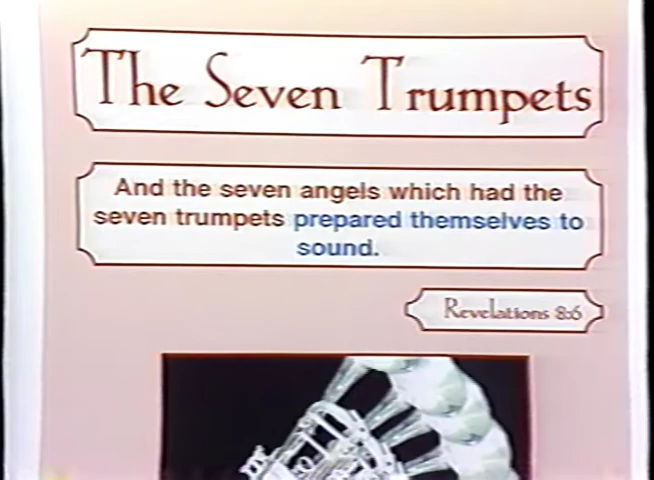 The Seven Trumpets
And the seven angels which had the
seven trumpets prepared themselves to
sound.
Revelations 8:6